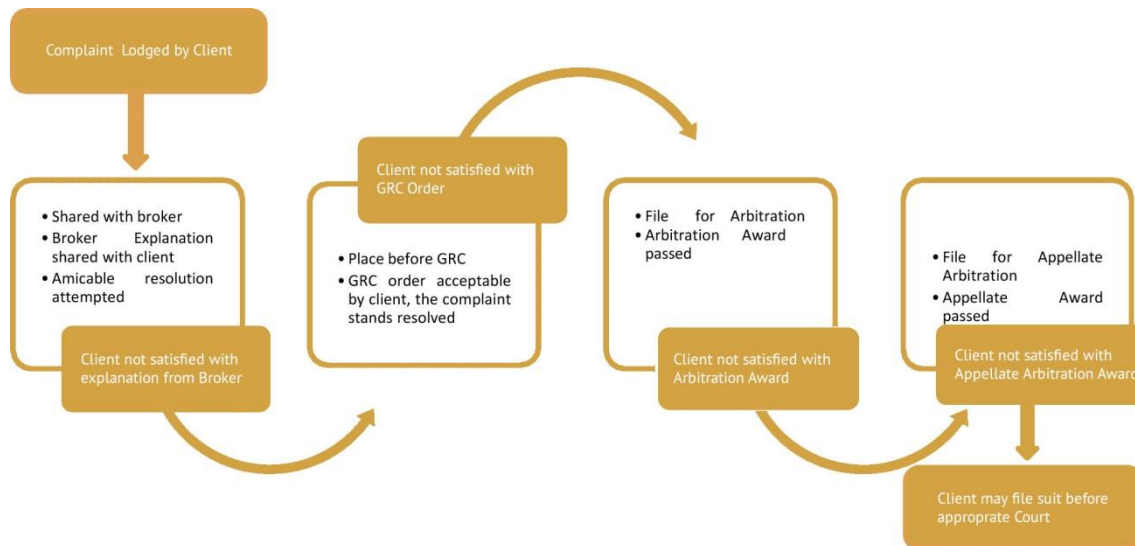 Complaint Lodged by Client
• Shared with broker
• Broker Explanation
shared with client
• Amicable resolution
attempted
Client not satisfied with
explanation from Broker
Client not satisfied with
GRC Order
• Place before GRC
• GRC order acceptable
by client, the complaint
stands resolved
• File for Arbitration
• Arbitration Award
passed
Client not satisfied with
Arbitration Award
• File for Appellate
Arbitration
• Appellate Award
passed
Client not satisfied with
Appellate Arbitration Award
Client may file suit before
approprate Court